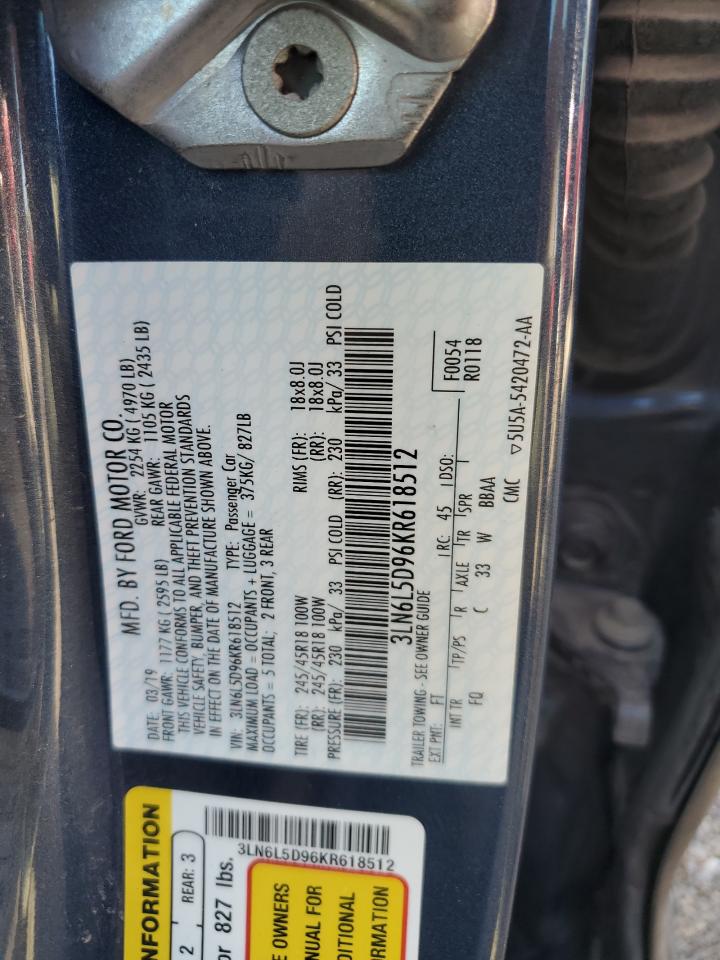 MFD. BY FORD MOTOR CO.
DATE: 03/19 GVWR: 2254 KG ( 4970 LB)
FRONT GAWR: 1177 KG ( 2595 LB) REAR GAWR: 1105 KG ( 2435 LB)
THIS VEHICLE CONFORMS TO ALL APPLICABLE FEDERAL MOTOR
VEHICLE SAFETY, BUMPER, AND THEFT PREVENTION STANDARDS
IN EFFECT ON THE DATE OF MANUFACTURE SHOWN ABOVE.
VIN: 3LN6L5D96KR618512 TYPE: Passenger Car
MAXIMUM LOAD = OCCUPANTS + LUGGAGE = 375KG/ 827LB
OCCUPANTS = 5 TOTAL: 2 FRONT, 3 REAR
TIRE (FR): 245/45R18 100W RIMS (FR): 18x8.0J
(RR): 245/45R18 100W (RR): 18x8.0J
PRESSURE (FR): 230 kPa/ 33 PSI COLD (RR): 230 kPa/ 33 PSI COLD
3LN6L5D96KR618512
TRAILER TOWING - SEE OWNER GUIDE
EXT PNT: FT RC: 45 DSO: F0054
R0118
INT TR TP/PS R AXLE TR SPR
FQ C 33 W BBAA
CMC ▽5U5A-5420472-AA
NFORMATION
2 REAR: 3
or 827 lbs.
3LN6L5D96KR618512
E OWNERS
NUAL FOR
DITIONAL
RMATION